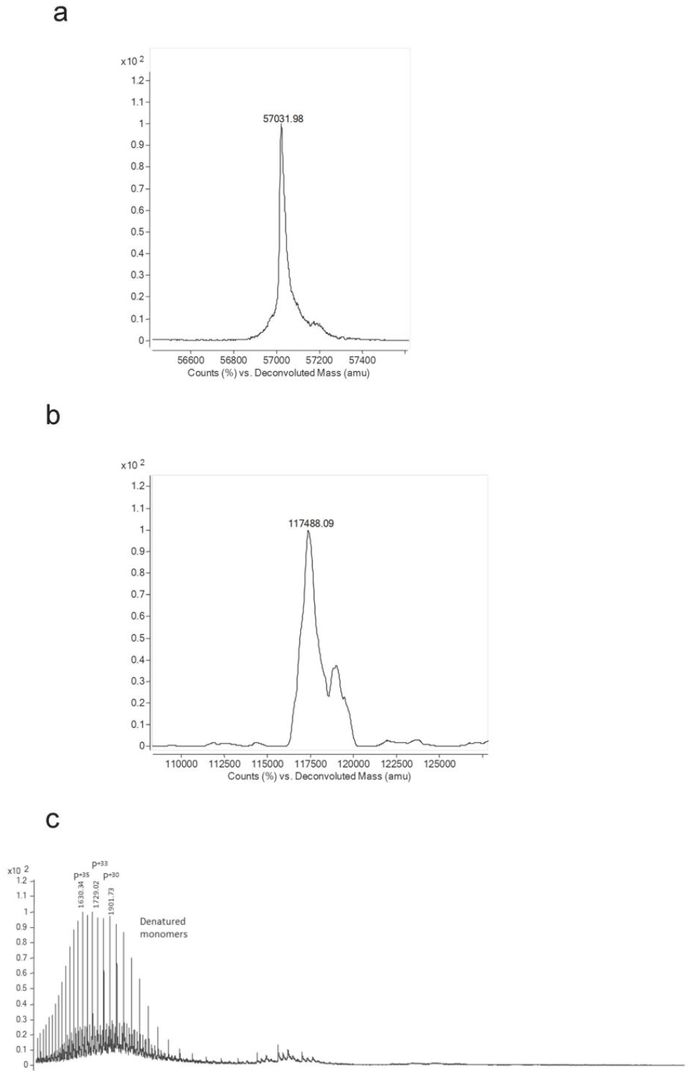 a
x10 2
57031.98
1.2
1.1
1
0.9
0.8
0.7
0.6
0.5
0.4
0.3
0.2
0.1
0
56600 56800 57000 57200 57400
Counts (%) vs. Deconvoluted Mass (amu)
b
x10 2
117488.09
1.2
1.1
1
0.9
0.8
0.7
0.6
0.5
0.4
0.3
0.2
0.1
0
110000 112500 115000 117500 120000 122500 125000
Counts (%) vs. Deconvoluted Mass (amu)
c
x10 2
p+33
p+35 p+30
1630.34 1729.02 1901.73
Denatured
monomers
1.2
1.1
1
0.9
0.8
0.7
0.6
0.5
0.4
0.3
0.2
0.1
0